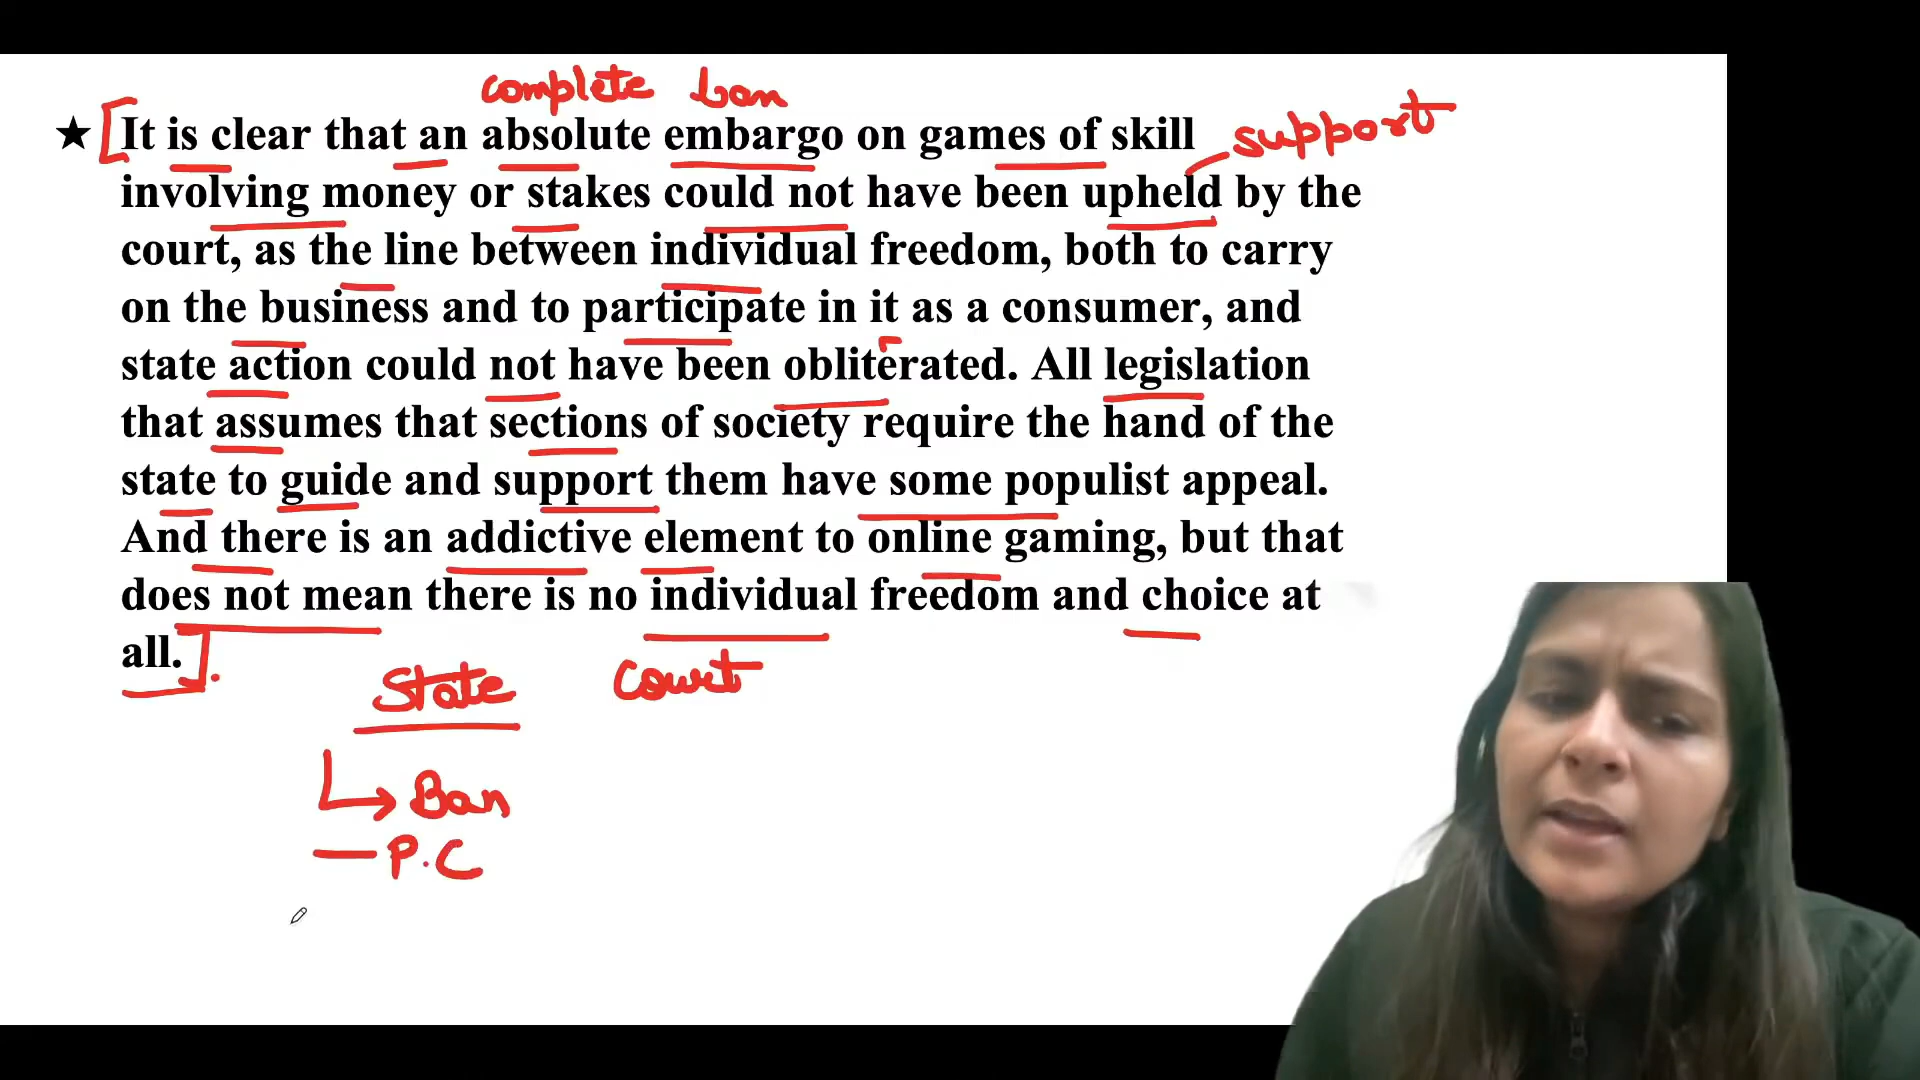 complete ban
★ It is clear that an absolute embargo on games of skill support
involving money or stakes could not have been upheld by the
court, as the line between individual freedom, both to carry
on the business and to participate in it as a consumer, and
state action could not have been obliterated. All legislation
that assumes that sections of society require the hand of the
state to guide and support them have some populist appeal.
And there is an addictive element to online gaming, but that
does not mean there is no individual freedom and choice at
all.
State court
Ban
P.C